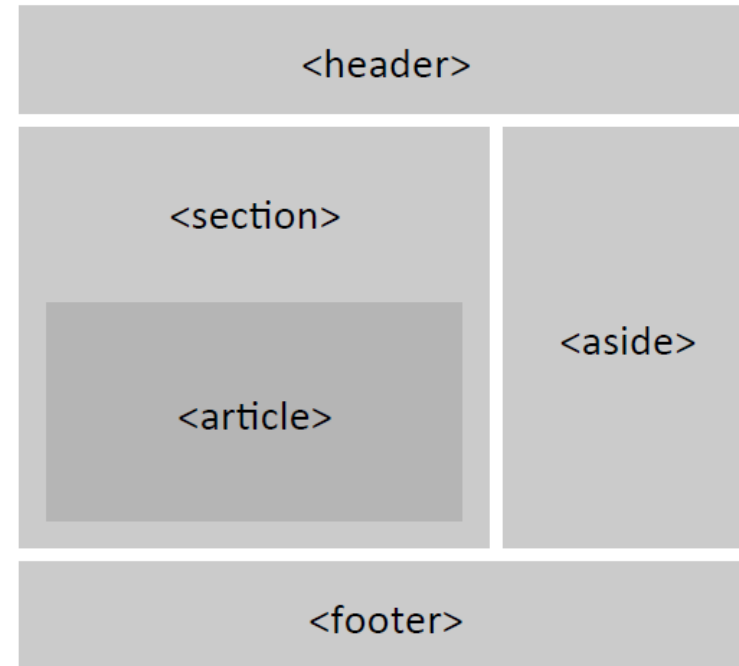 <header>
<section>
<article>
<aside>
<footer>